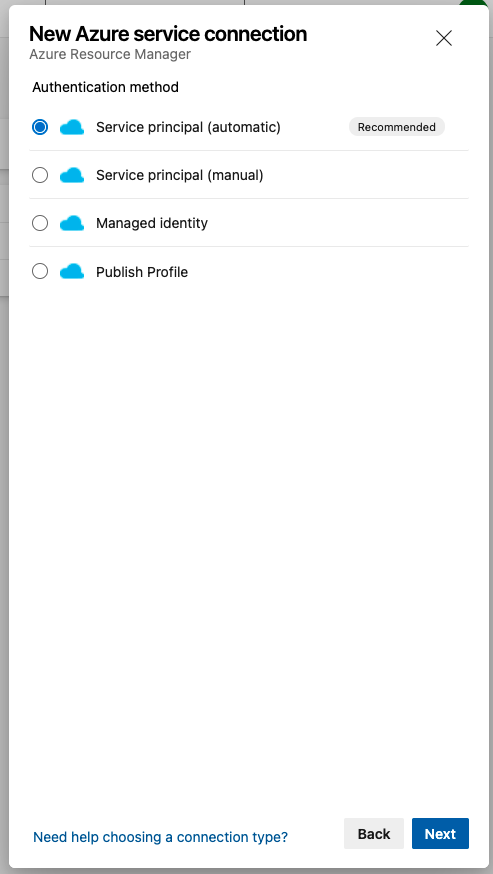 New Azure service connection
Azure Resource Manager
Authentication method
Service principal (automatic) Recommended
Service principal (manual)
Managed identity
Publish Profile
Need help choosing a connection type? Back Next